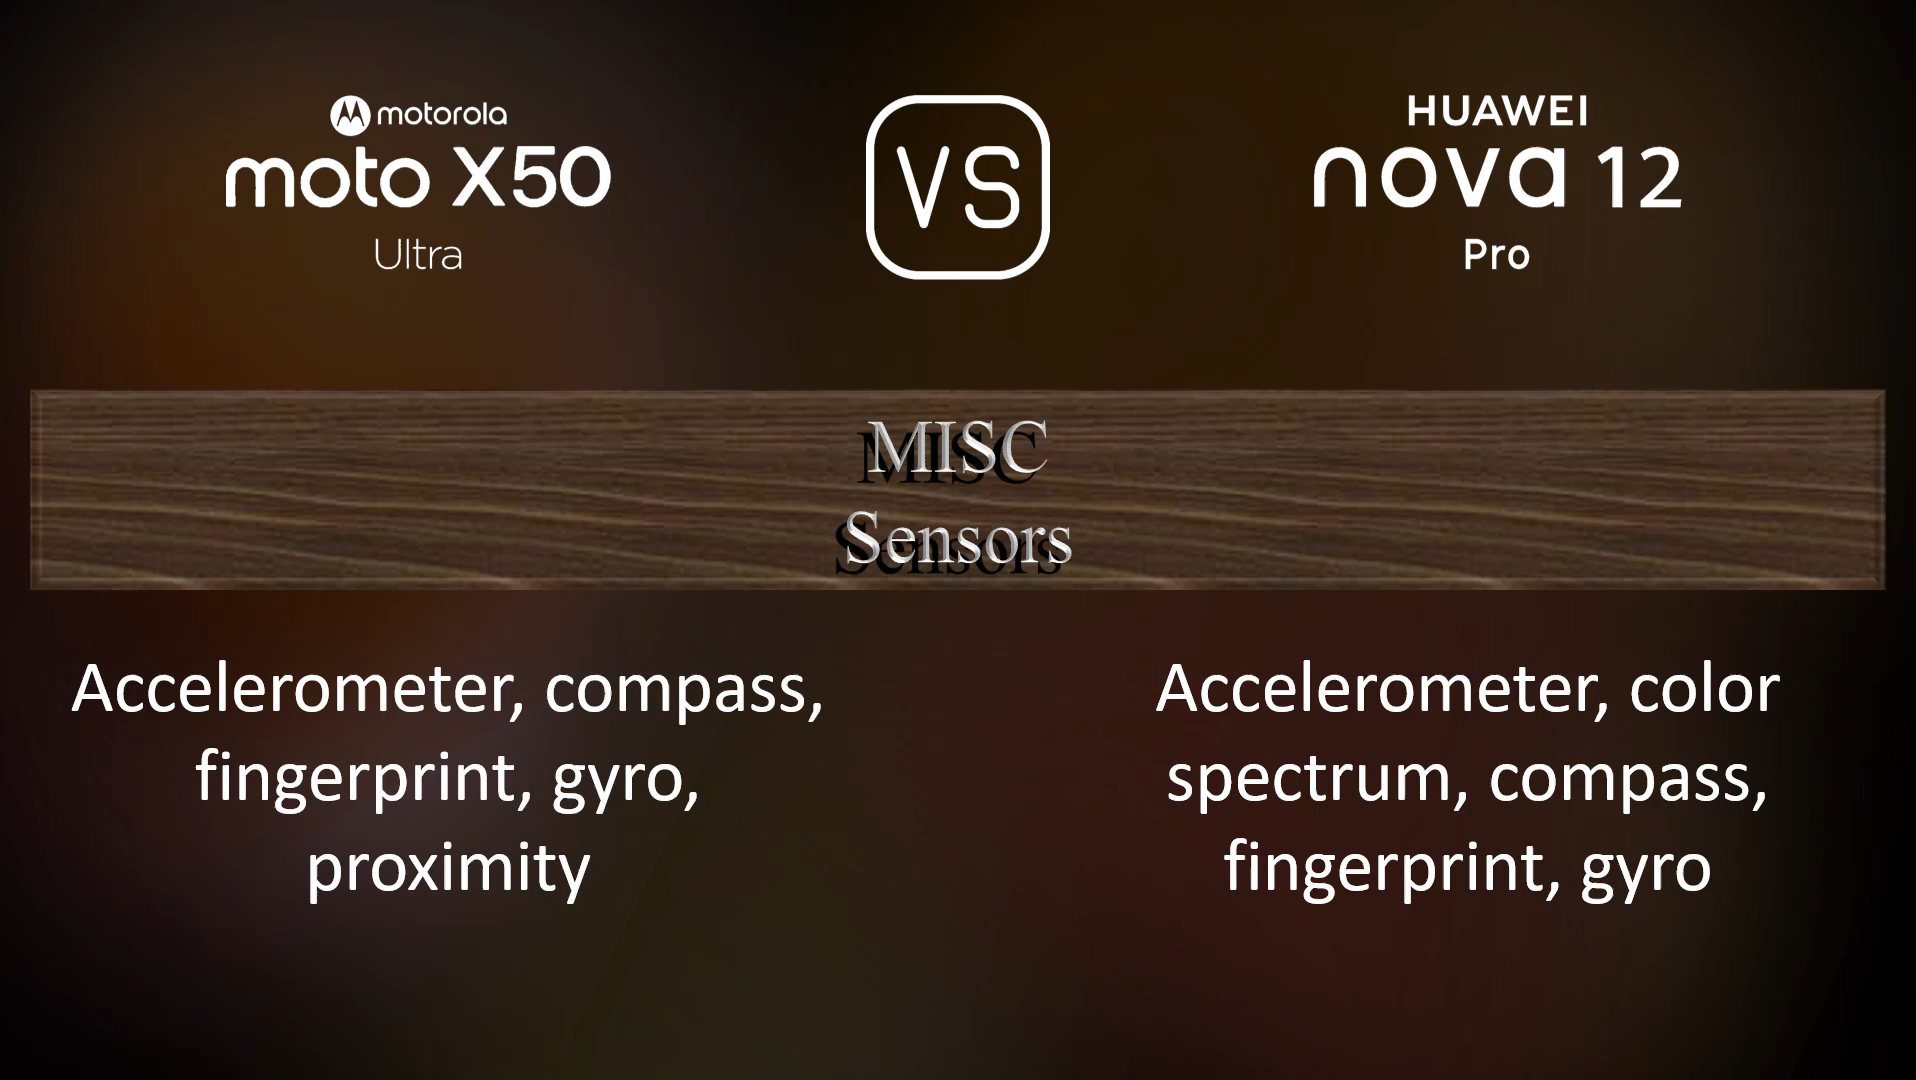 motorola
moto X50
Ultra
VS
HUAWEI
nova 12
Pro
MISC
Sensors
Accelerometer, compass,
fingerprint, gyro,
proximity
Accelerometer, color
spectrum, compass,
fingerprint, gyro